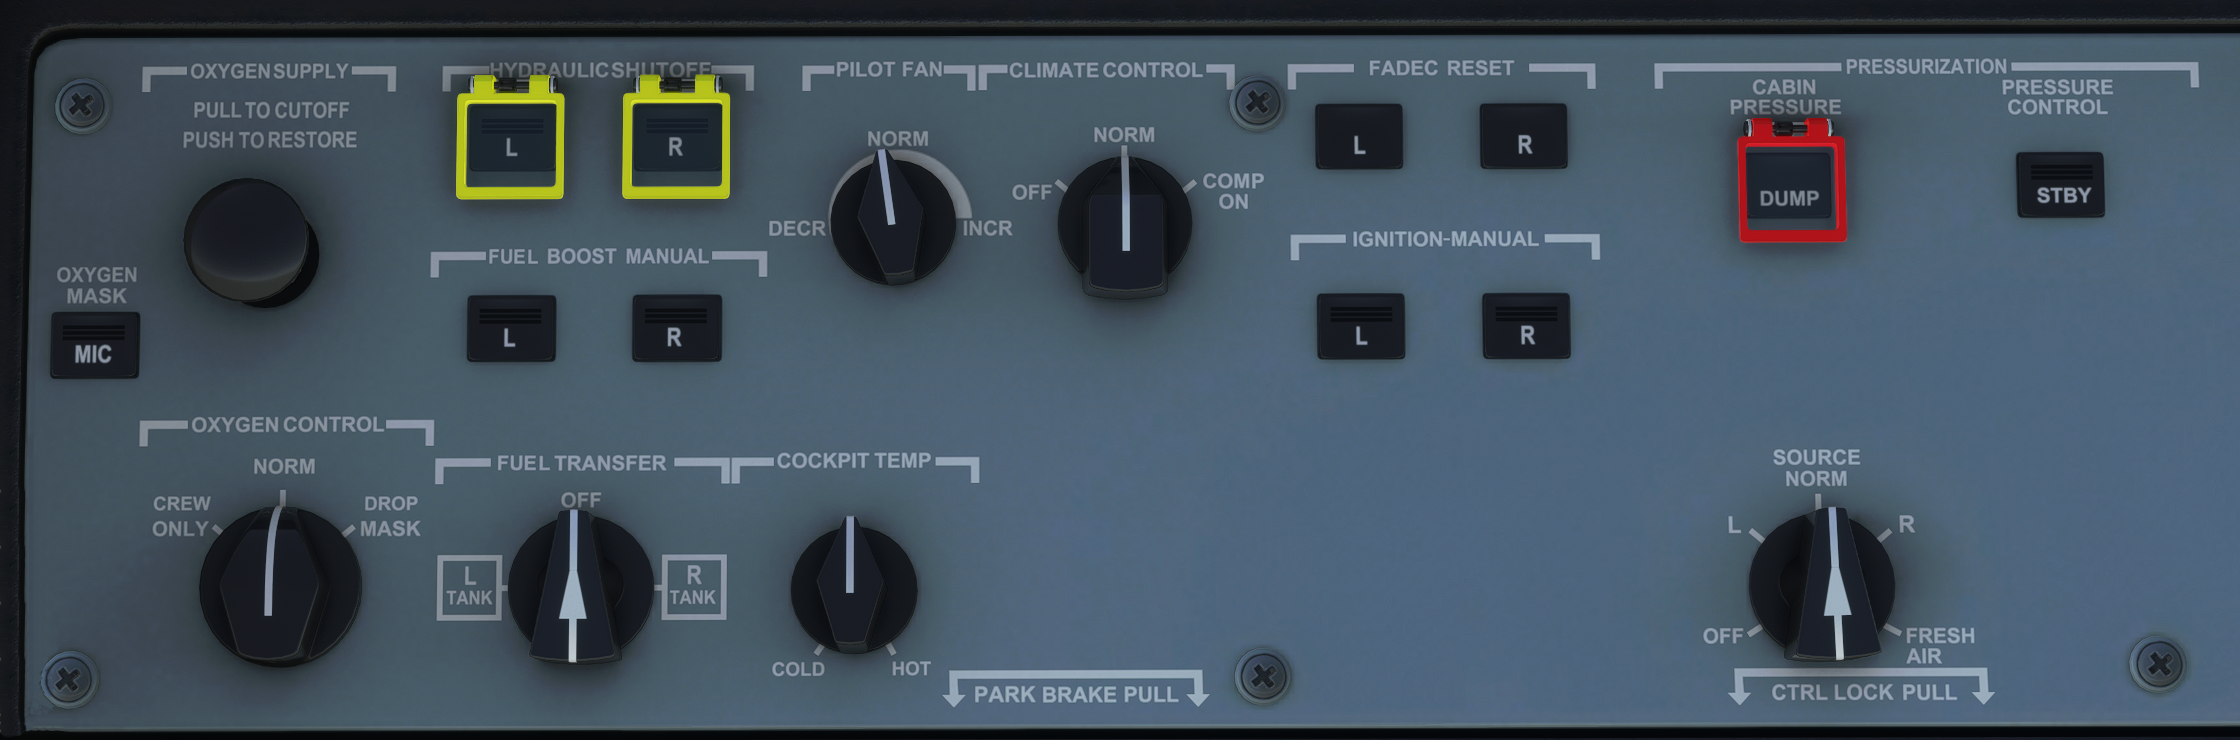 OXYGEN SUPPLY
PULL TO CUTOFF
PUSH TO RESTORE
HYDRAULIC SHUTOFF
L
R
PILOT FAN
NORM
DECR
INCR
CLIMATE CONTROL
NORM
OFF
COMP
ON
FADEC RESET
L
R
PRESSURIZATION
CABIN
PRESSURE
DUMP
PRESSURE
CONTROL
STBY
OXYGEN
MASK
MIC
FUEL BOOST MANUAL
L
R
IGNITION-MANUAL
L
R
OXYGEN CONTROL
NORM
CREW
ONLY
DROP
MASK
FUEL TRANSFER
OFF
L
TANK
R
TANK
COCKPIT TEMP
COLD
HOT
PARK BRAKE PULL
SOURCE
NORM
L
R
OFF
FRESH
AIR
CTRL LOCK PULL